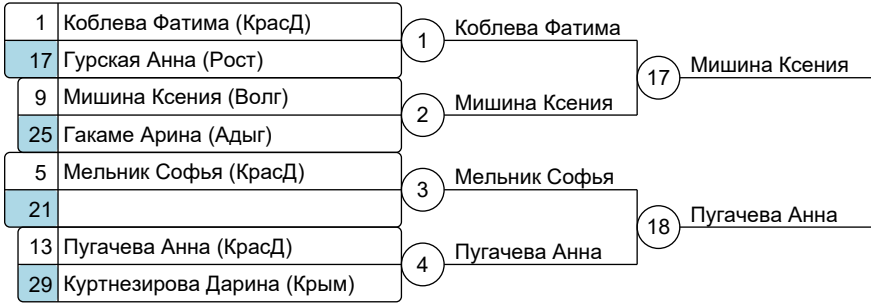 1 Коблева Фатима (КрасД)
17 Гурская Анна (Рост)
1 Коблева Фатима
9 Мишина Ксения (Волг)
25 Гакаме Арина (Адыг)
2 Мишина Ксения
17 Мишина Ксения
5 Мельник Софья (КрасД)
21
3 Мельник Софья
13 Пугачева Анна (КрасД)
29 Куртнезирова Дарина (Крым)
4 Пугачева Анна
18 Пугачева Анна